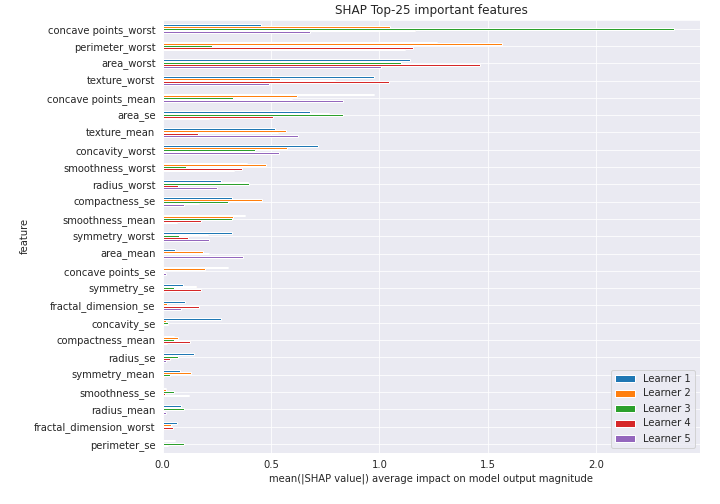 SHAP Top-25 important features
concave points_worst
perimeter_worst
area_worst
texture_worst
concave points_mean
area_se
texture_mean
concavity_worst
smoothness_worst
radius_worst
compactness_se
smoothness_mean
symmetry_worst
area_mean
concave points_se
symmetry_se
fractal_dimension_se
concavity_se
compactness_mean
radius_se
symmetry_mean
smoothness_se
radius_mean
fractal_dimension_worst
perimeter_se
feature
Learner 1
Learner 2
Learner 3
Learner 4
Learner 5
0.0 0.5 1.0 1.5 2.0
mean(|SHAP value|) average impact on model output magnitude